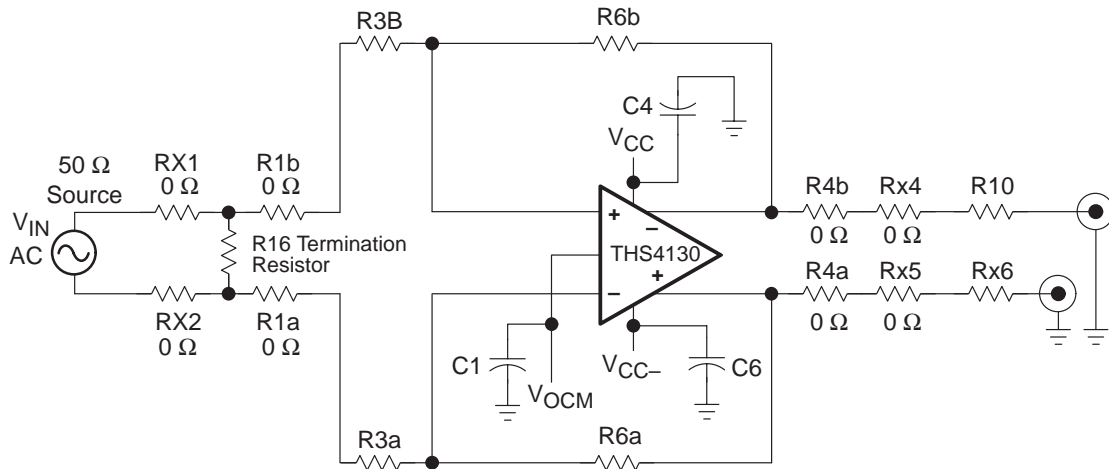 R3B
R6b
C4
VCC
50 Ω
Source
RX1
0 Ω
R1b
0 Ω
R4b
0 Ω
Rx4
0 Ω
R10
VIN
AC
R16 Termination
Resistor
+
−
THS4130
+
−
RX2
0 Ω
R1a
0 Ω
R4a
0 Ω
Rx5
0 Ω
Rx6
C1
VOCM
VCC−
C6
R3a
R6a